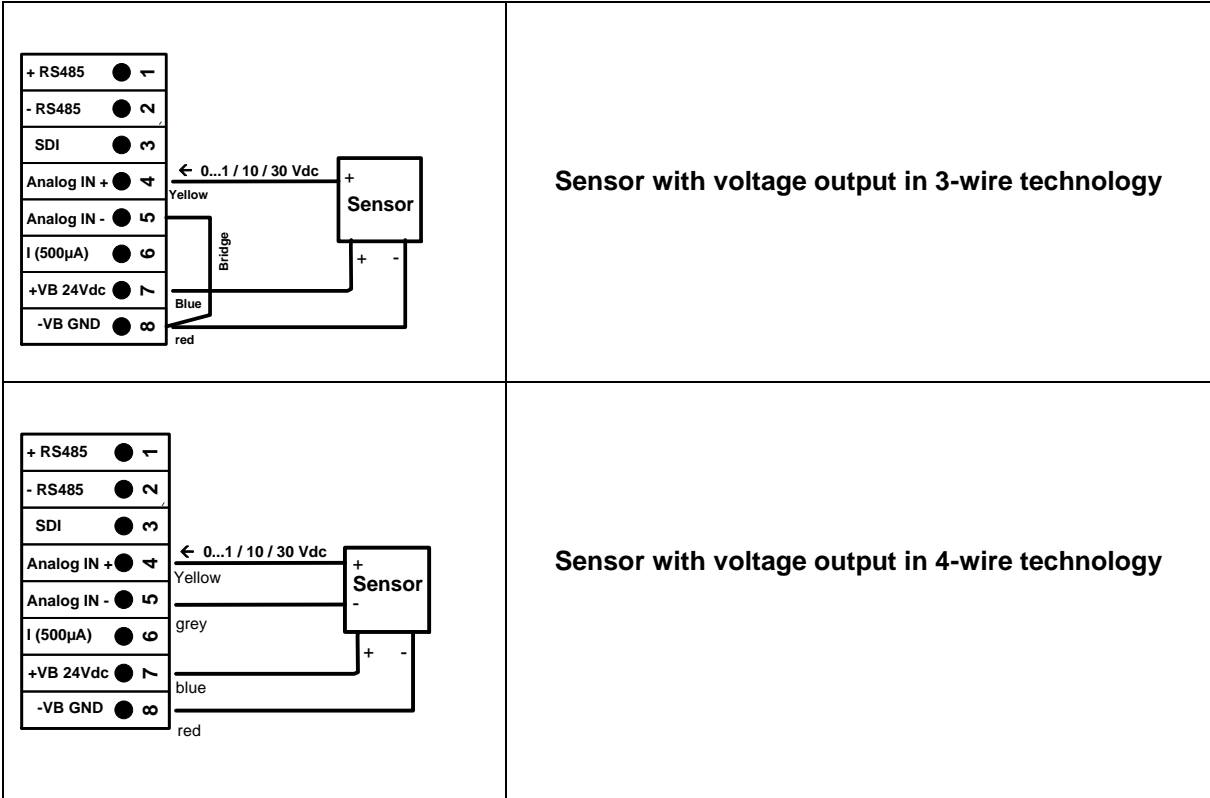 + RS485 1
- RS485 2
SDI 3
Analog IN + 4
Analog IN - 5
I (500µA) 6
+VB 24Vdc 7
-VB GND 8
← 0...1 / 10 / 30 Vdc
Yellow
Bridge
Blue
red
+
Sensor
+ -
Sensor with voltage output in 3-wire technology
+ RS485 1
- RS485 2
SDI 3
Analog IN + 4
Analog IN - 5
I (500µA) 6
+VB 24Vdc 7
-VB GND 8
← 0...1 / 10 / 30 Vdc
Yellow
grey
blue
red
+
Sensor
-
+ -
Sensor with voltage output in 4-wire technology